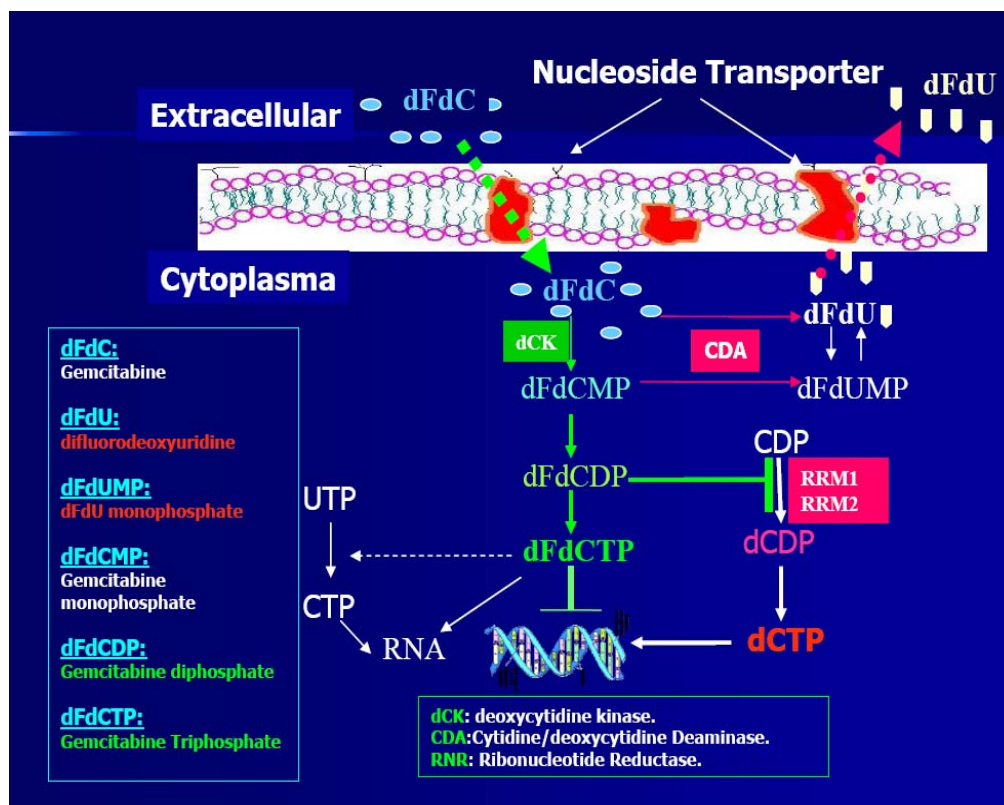 Nucleoside Transporter
dFdU
dFdC
Extracellular
Cytoplasma
dFdC
dFdU
dCK
CDA
dFdCMP
dFdUMP
CDP
dFdCDP
RRM1
RRM2
dCDP
UTP
dFdCTP
CTP
RNA
dCTP
dFdC:
Gemcitabine
dFdU:
difluorodeoxyuridine
dFdUMP:
dFdU monophosphate
dFdCMP:
Gemcitabine
monophosphate
dFdCDP:
Gemcitabine diphosphate
dFdCTP:
Gemcitabine Triphosphate
dCK: deoxycytidine kinase.
CDA:Cytidine/deoxycytidine Deaminase.
RNR: Ribonucleotide Reductase.